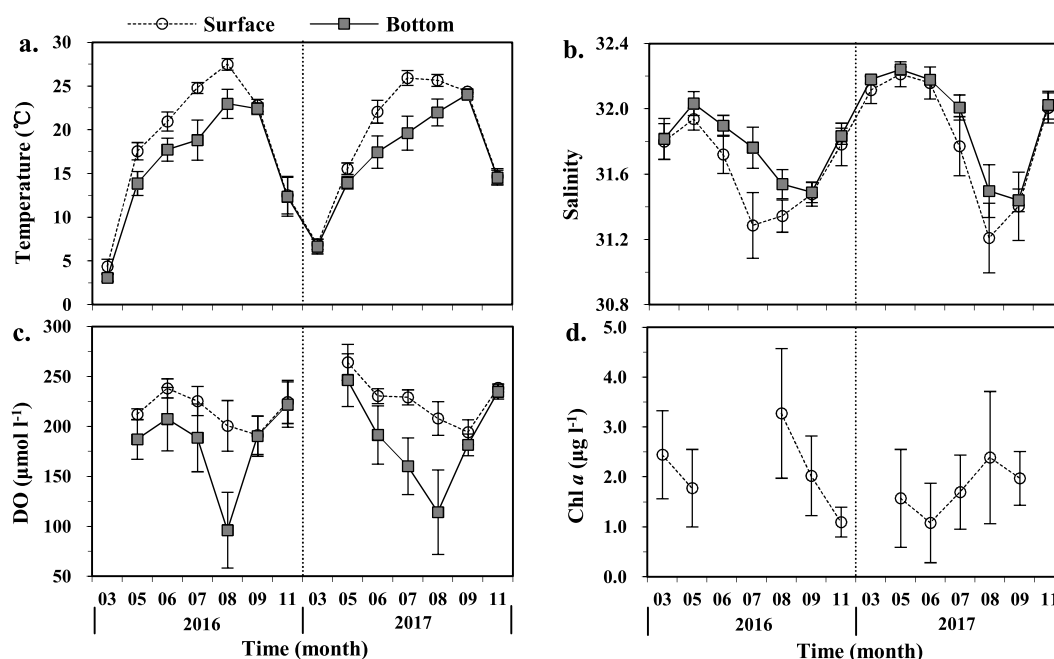 Surface Bottom
a.
30
25
20
15
10
5
0
Temperature (℃)
b.
32.4
32.0
31.6
31.2
30.8
Salinity
c.
300
250
200
150
100
50
DO (μmol l-1)
03 05 06 07 08 09 11 03 05 06 07 08 09 11
2016 2017
Time (month)
d.
5.0
4.0
3.0
2.0
1.0
0.0
Chl a (μg l-1)
03 05 06 07 08 09 11 03 05 06 07 08 09 11
2016 2017
Time (month)